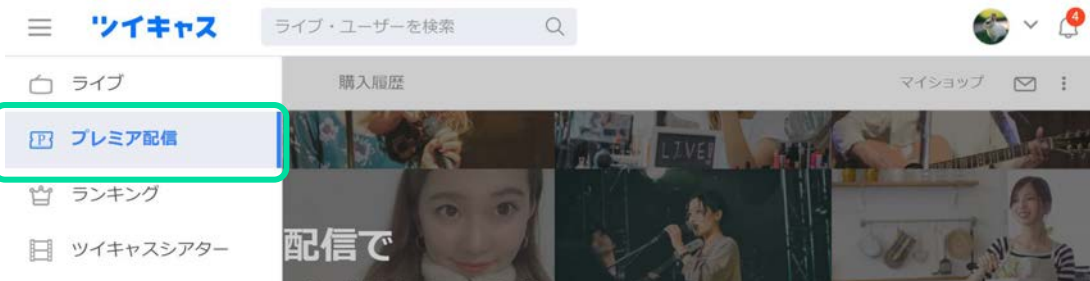 ツイキャス
ライブ・ユーザーを検索
4
ライブ
購入履歴
マイショップ
P
プレミア配信
LIVE!
ランキング
ツイキャスシアター
配信で